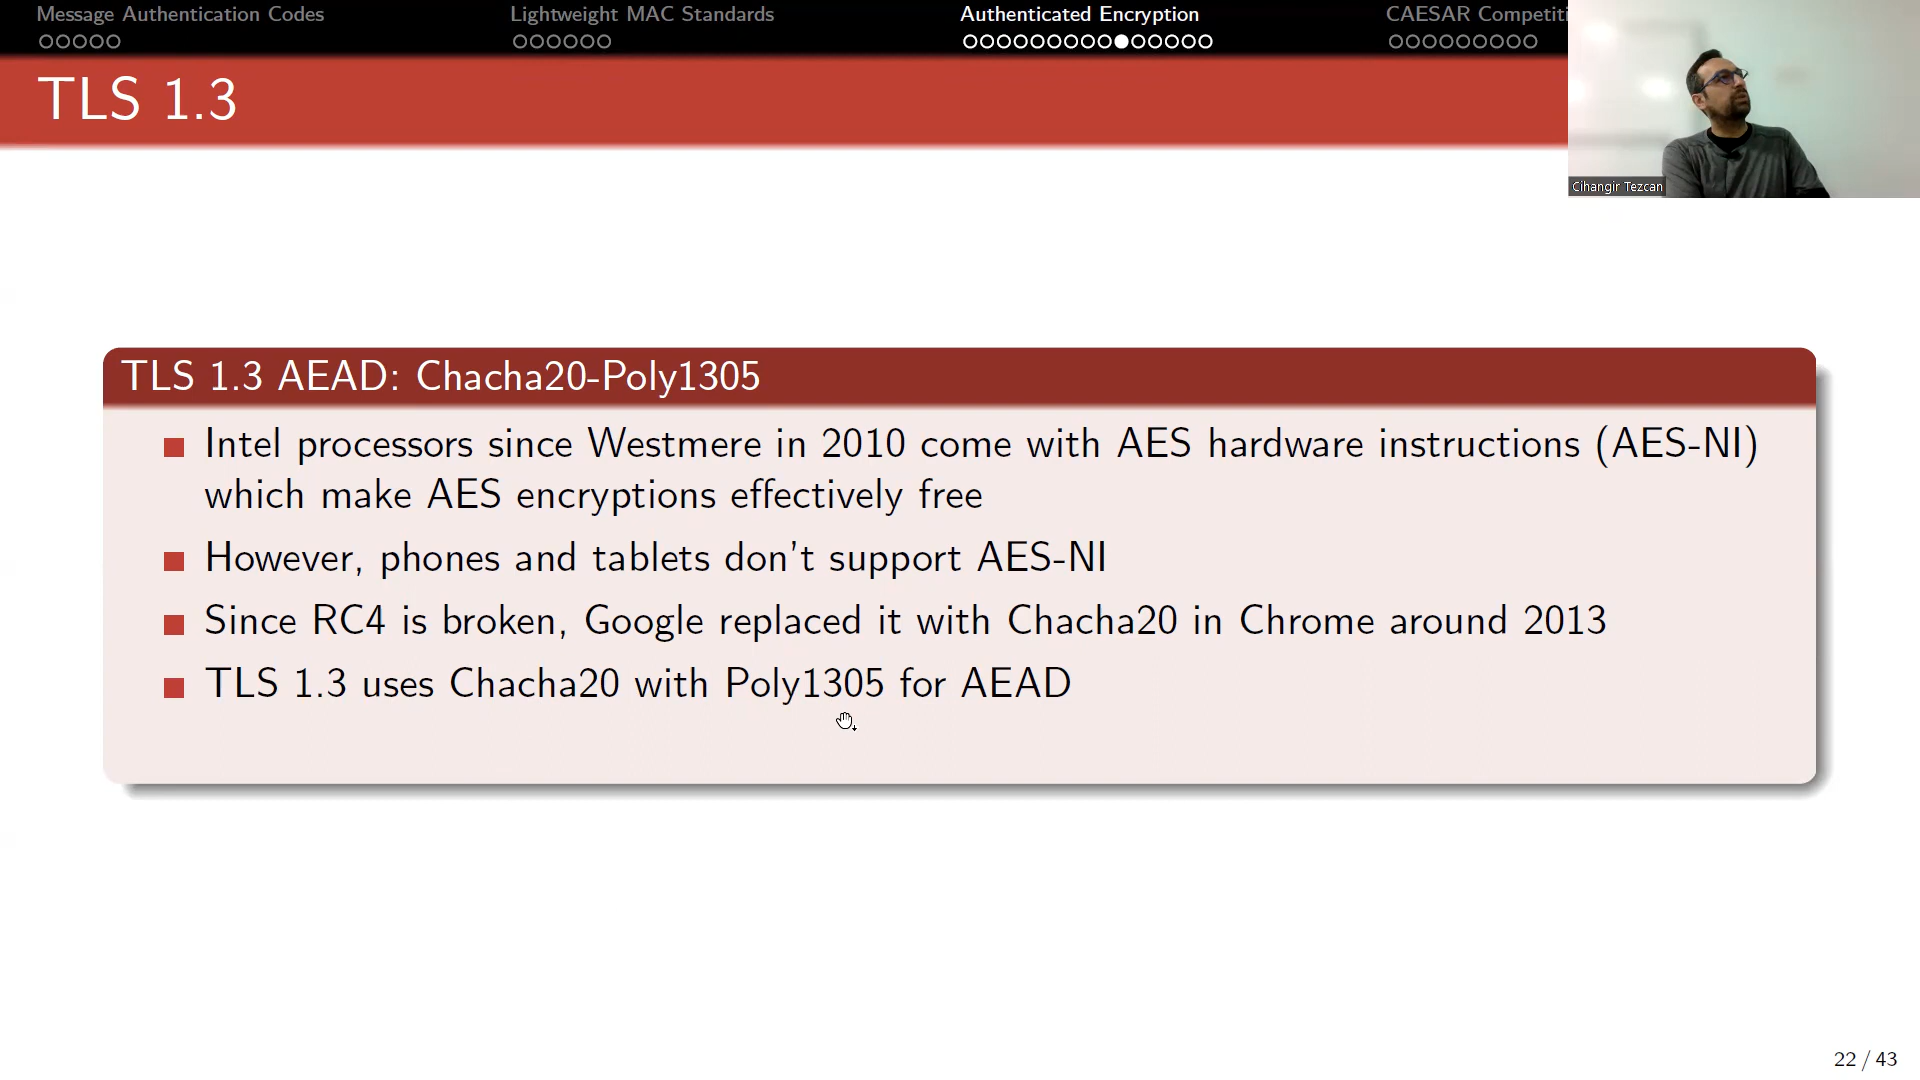 Message Authentication Codes
Lightweight MAC Standards
Authenticated Encryption
CAESAR Competiti
TLS 1.3
Cihangir Tezcan
TLS 1.3 AEAD: Chacha20-Poly1305
Intel processors since Westmere in 2010 come with AES hardware instructions (AES-NI)
which make AES encryptions effectively free
However, phones and tablets don't support AES-NI
Since RC4 is broken, Google replaced it with Chacha20 in Chrome around 2013
TLS 1.3 uses Chacha20 with Poly1305 for AEAD
22 / 43